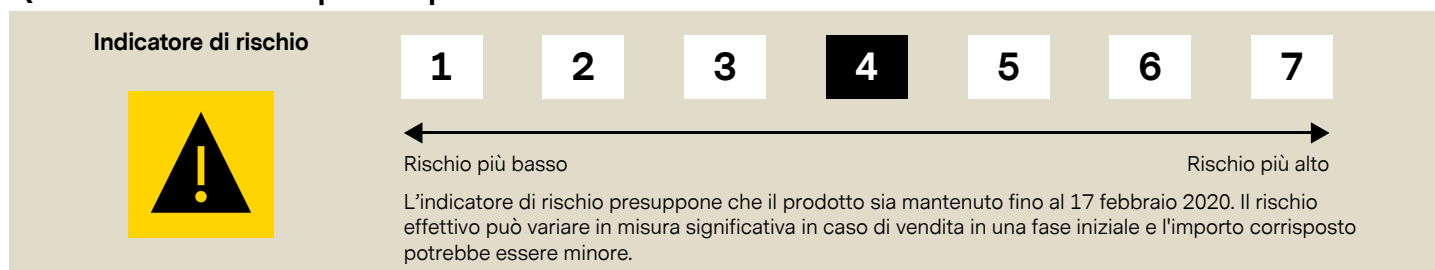 Indicatore di rischio
1 2 3 4 5 6 7
Rischio più basso Rischio più alto
L'indicatore di rischio presuppone che il prodotto sia mantenuto fino al 17 febbraio 2020. Il rischio
effettivo può variare in misura significativa in caso di vendita in una fase iniziale e l'importo corrisposto
potrebbe essere minore.